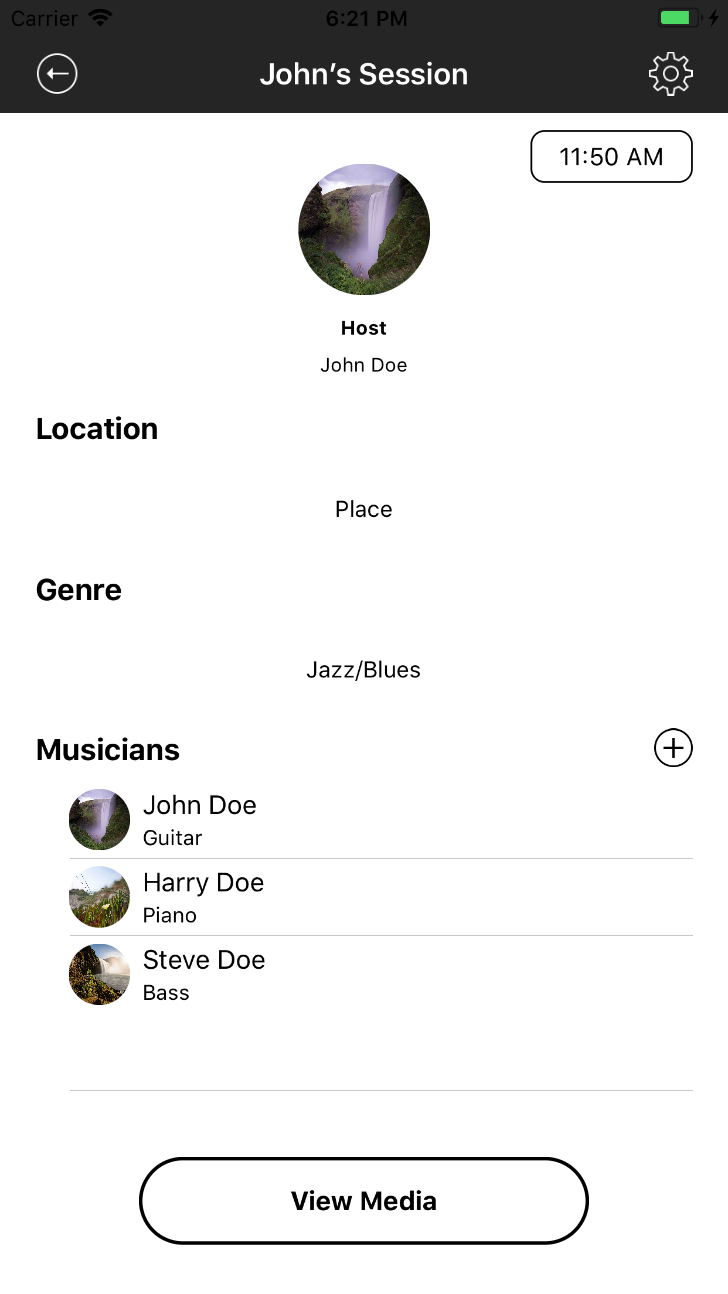 Carrier 6:21 PM
John's Session
11:50 AM
Host
John Doe
Location
Place
Genre
Jazz/Blues
Musicians
John Doe
Guitar
Harry Doe
Piano
Steve Doe
Bass
View Media